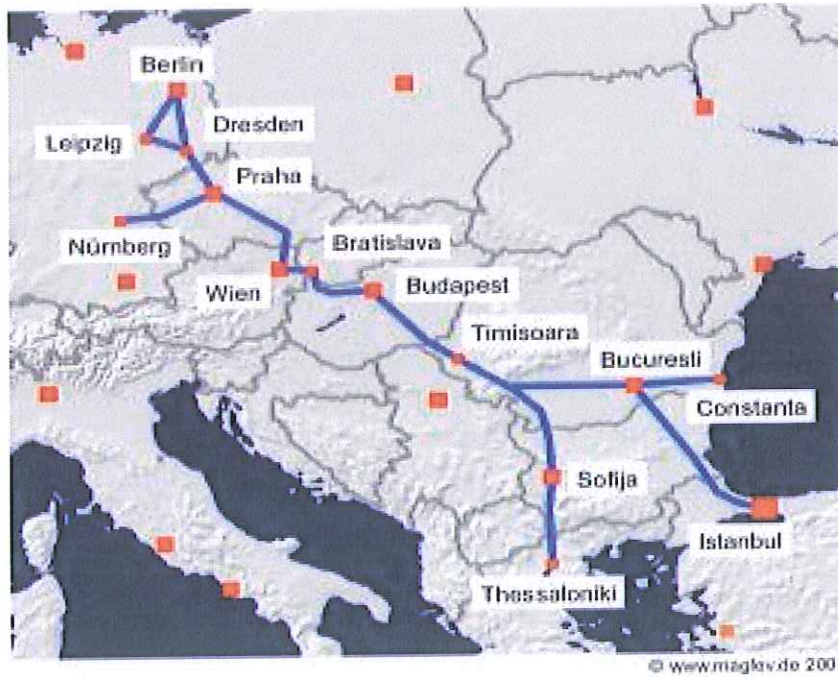 Berlin
Leipzig
Dresden
Praha
Nürnberg
Bratislava
Wien
Budapest
Timisoara
Bucuresti
Constanta
Sofija
Istanbul
Thessaloniki
© www.maglev.de 200